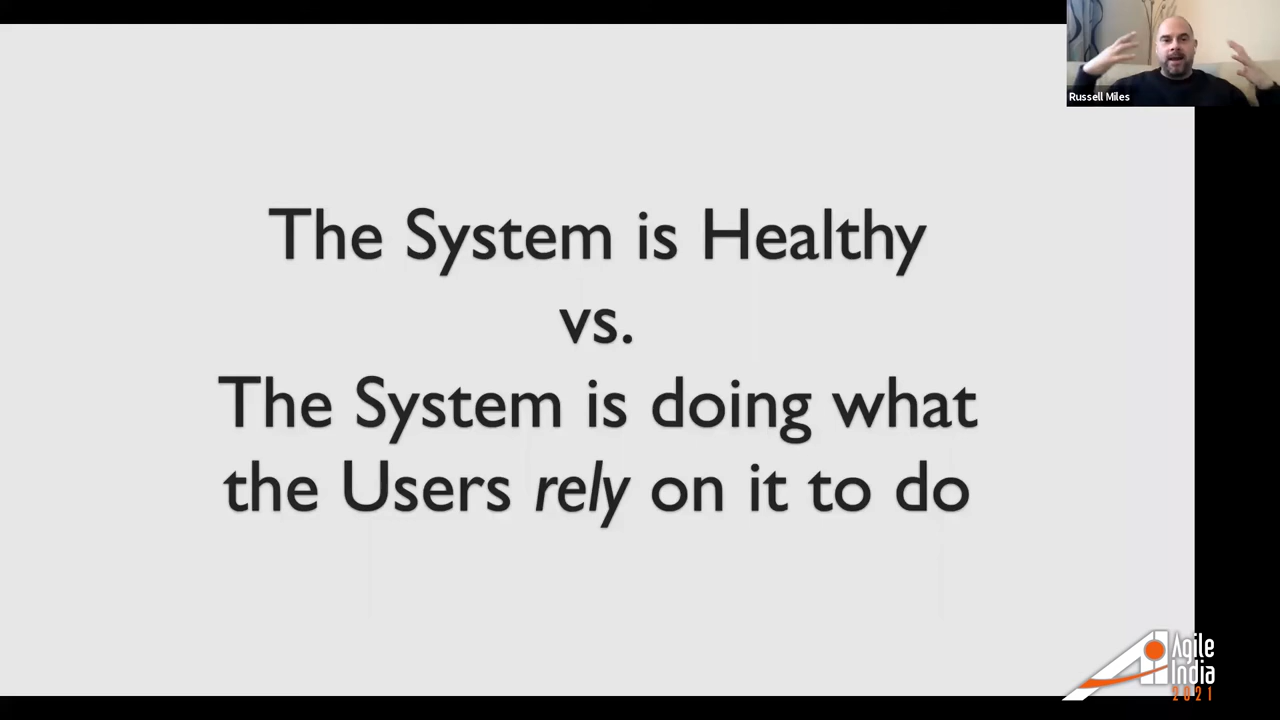 Russell Miles
The System is Healthy
vs.
The System is doing what
the Users rely on it to do
Agile
India
2021